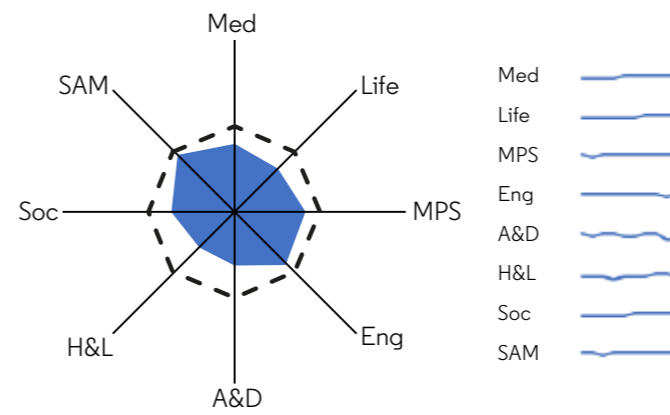 Med
SAM
Life
Soc
MPS
H&L
Eng
A&D
Med
Life
MPS
Eng
A&D
H&L
Soc
SAM